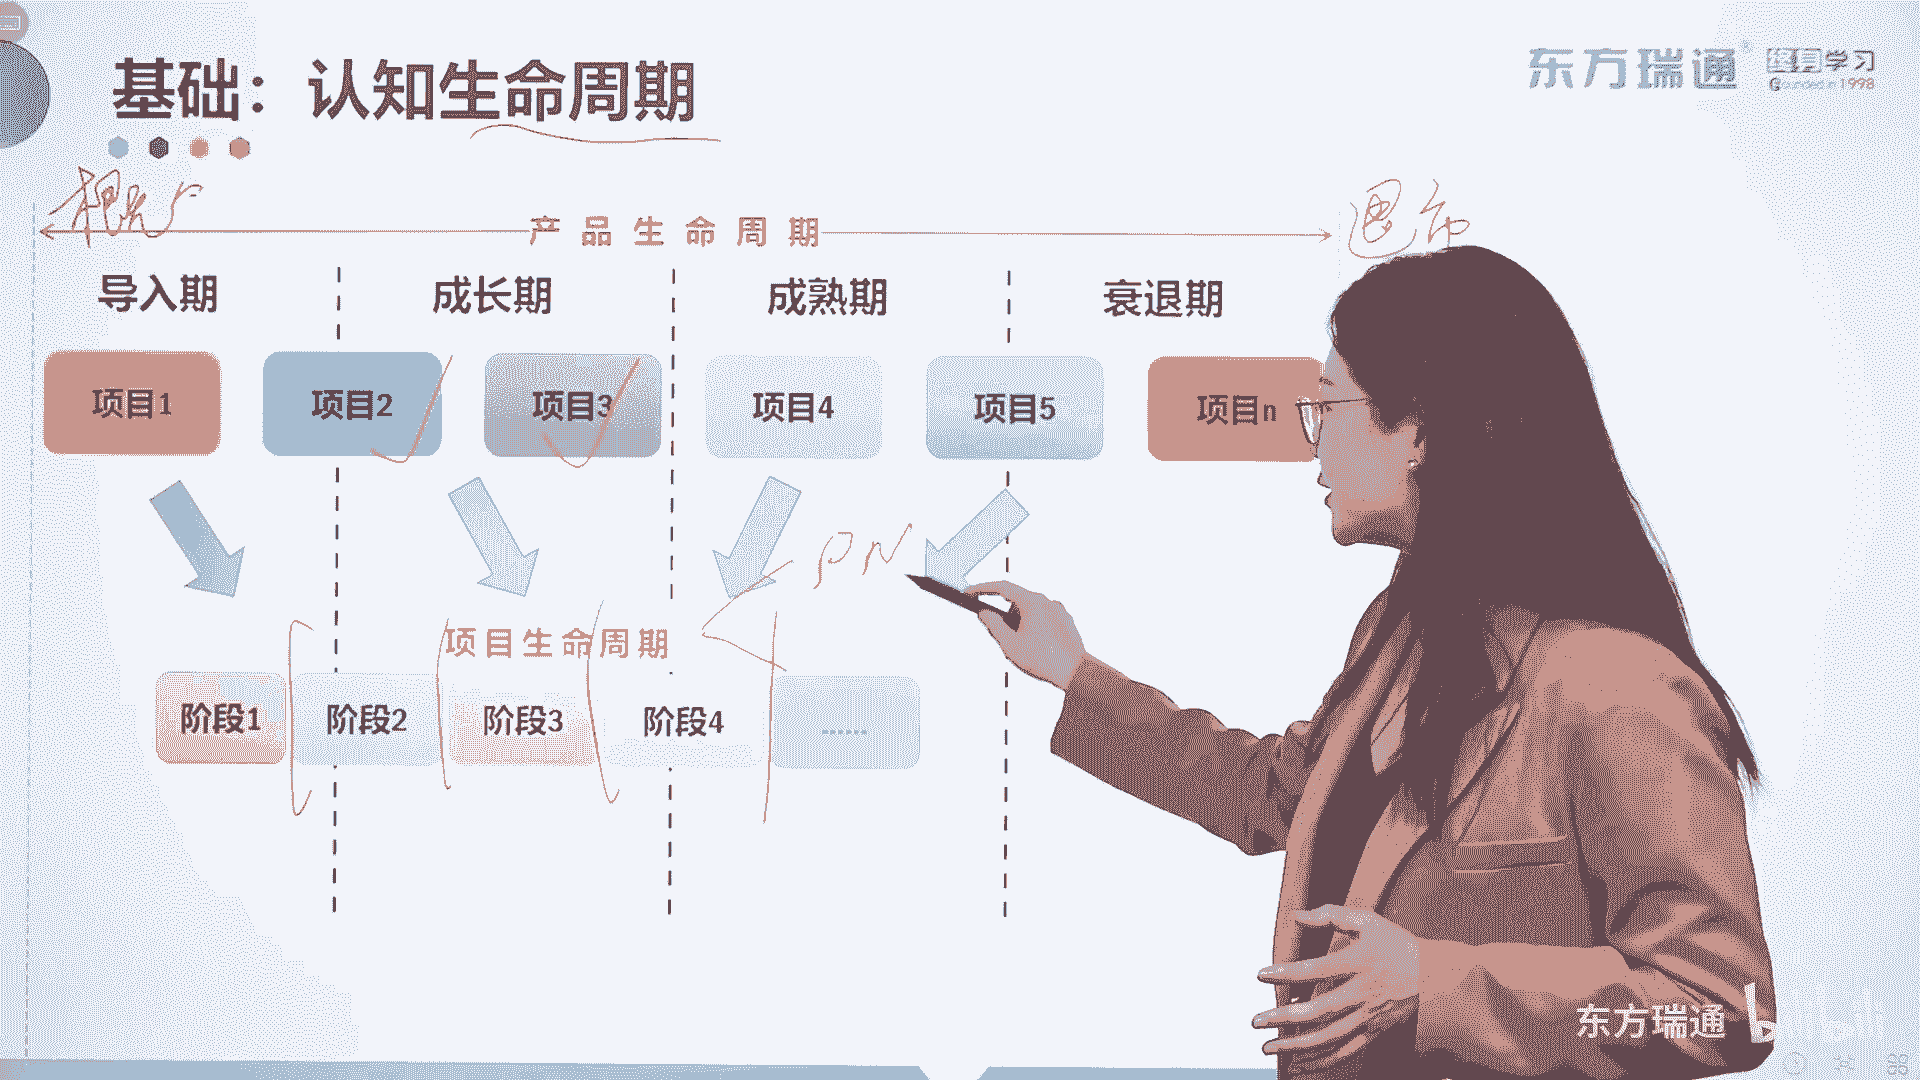 基础：认知生命周期
东方瑞通
终身学习
Founded in 1998
概念
退市
产品生命周期
导入期 成长期 成熟期 衰退期
项目1 项目2 项目3 项目4 项目5 项目n
PM
项目生命周期
阶段1 阶段2 阶段3 阶段4 ……
东方瑞通 bilibili